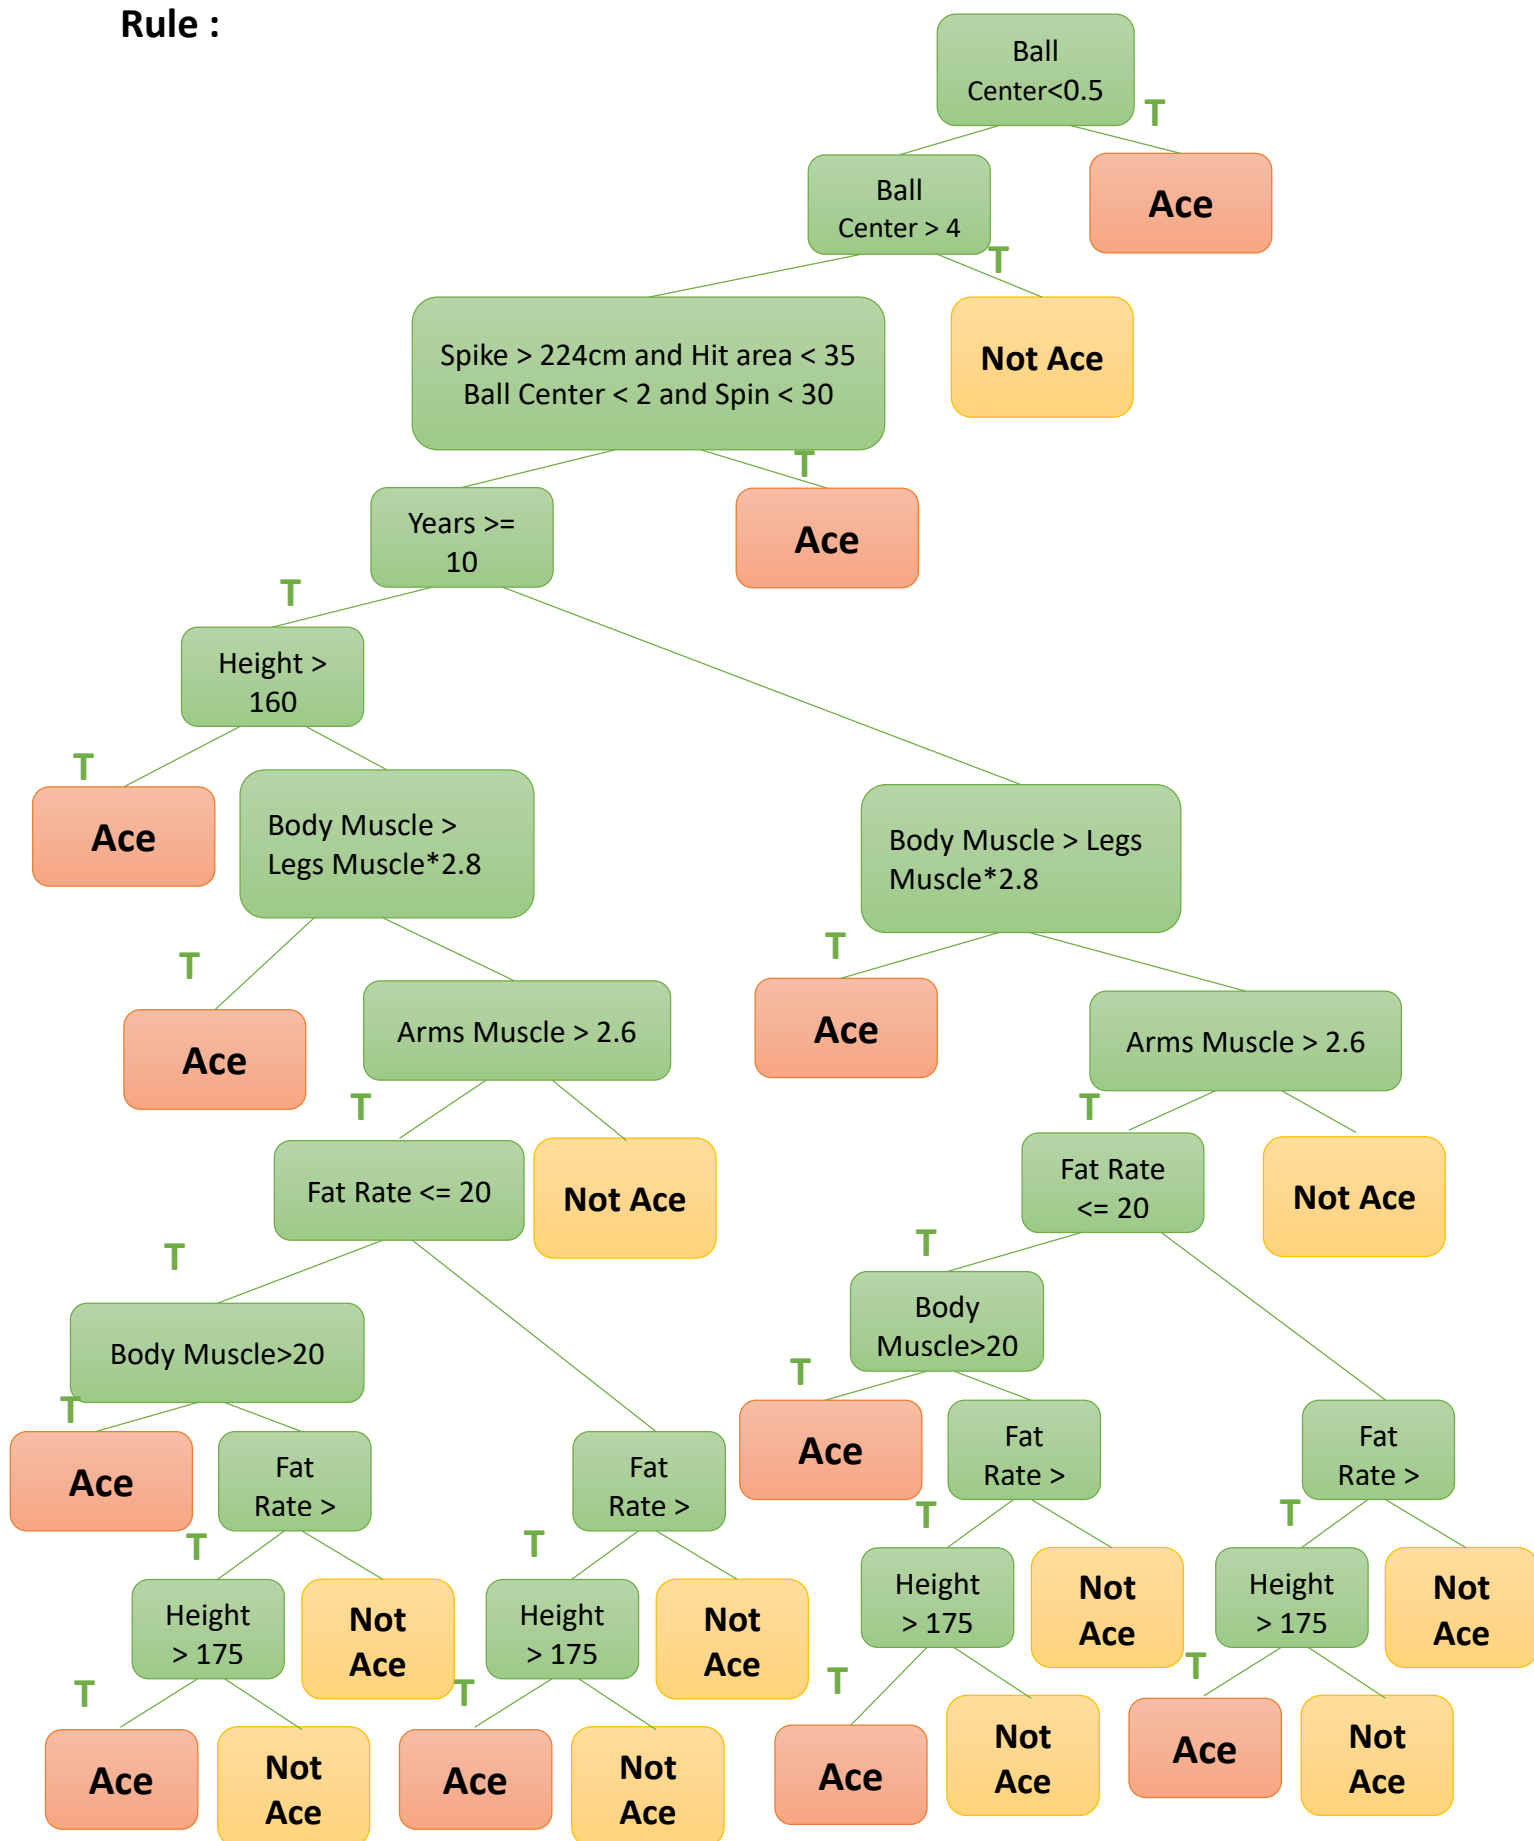 Rule :
Ball
Center<0.5
T
Ball
Center > 4
Ace
T
Spike > 224cm and Hit area < 35
Ball Center < 2 and Spin < 30
Not Ace
T
Years >=
10
Ace
T
Height >
160
T
Ace
Body Muscle >
Legs Muscle*2.8
Body Muscle > Legs
Muscle*2.8
T
T
Ace
Arms Muscle > 2.6
Ace
Arms Muscle > 2.6
T
T
Fat Rate <= 20
Not Ace
Fat Rate
<= 20
Not Ace
T
T
Body Muscle>20
Body
Muscle>20
T
T
Ace
Fat
Rate >
Fat
Rate >
Ace
Fat
Rate >
Fat
Rate >
T
T
T
T
Height
> 175
Not
Ace
Height
> 175
Not
Ace
Height
> 175
Not
Ace
Height
> 175
Not
Ace
T
T
T
T
Ace
Not
Ace
Ace
Not
Ace
Ace
Not
Ace
Ace
Not
Ace